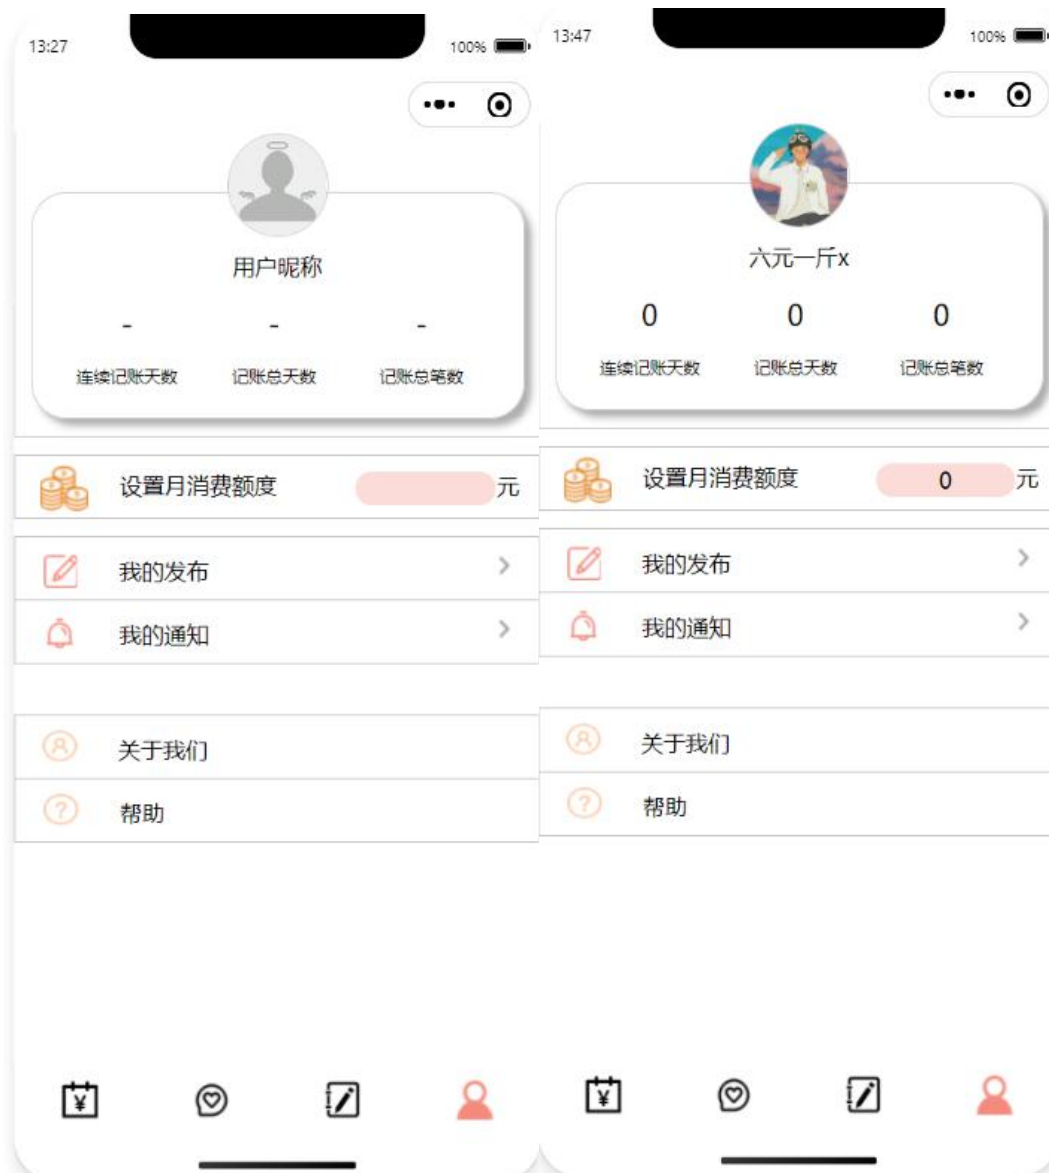 13:27
100%
用户昵称
- - -
连续记账天数 记账总天数 记账总笔数
设置月消费额度 元
我的发布
我的通知
关于我们
帮助
¥
13:47
100%
六元一斤x
0 0 0
连续记账天数 记账总天数 记账总笔数
设置月消费额度 0 元
我的发布
我的通知
关于我们
帮助
¥